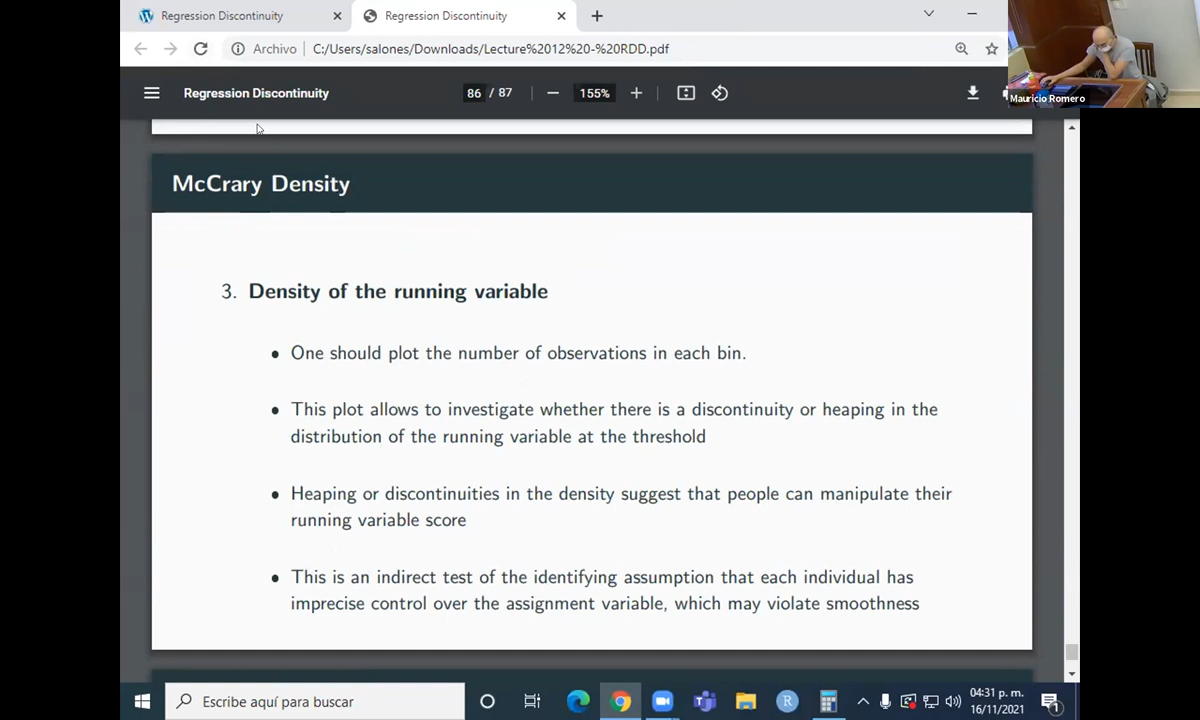 Regression Discontinuity
Regression Discontinuity
Archivo
C:/Users/salones/Downloads/Lecture%2012%20-%20RDD.pdf
Mauricio Romero
Regression Discontinuity
86 / 87
155%
McCrary Density
3. Density of the running variable
• One should plot the number of observations in each bin.
• This plot allows to investigate whether there is a discontinuity or heaping in the
distribution of the running variable at the threshold
• Heaping or discontinuities in the density suggest that people can manipulate their
running variable score
• This is an indirect test of the identifying assumption that each individual has
imprecise control over the assignment variable, which may violate smoothness
Escribe aquí para buscar
04:31 p. m.
16/11/2021
1